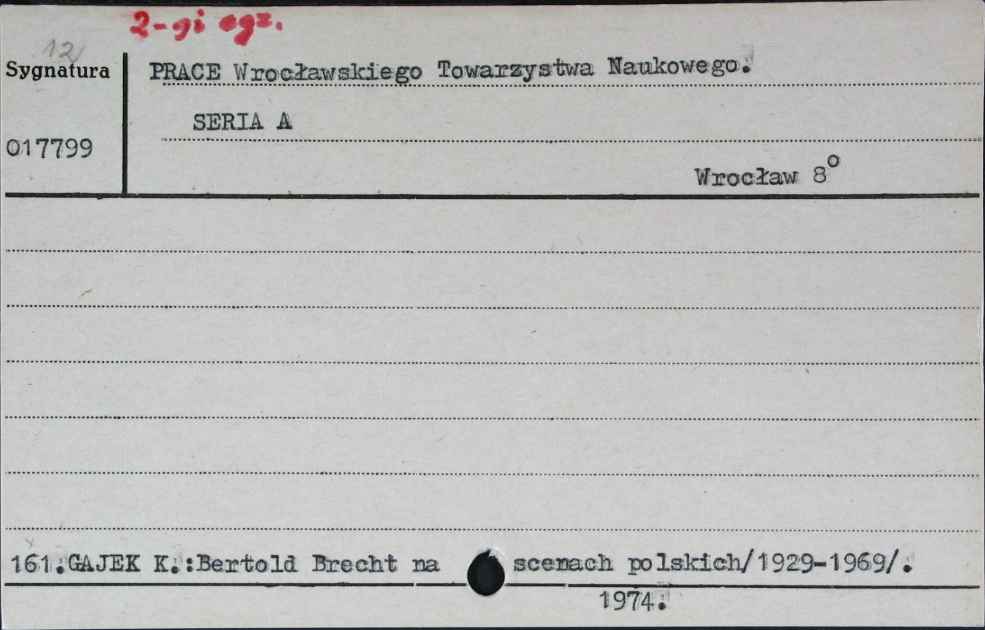 2-gi egz.
12
Sygnatura
PRACE Wrocławskiego Towarzystwa Naukowego.
SERIA A
017799
Wrocław 8°
161.GAJEK K.:Bertold Brecht na scenach polskich/1929-1969/.
1974.